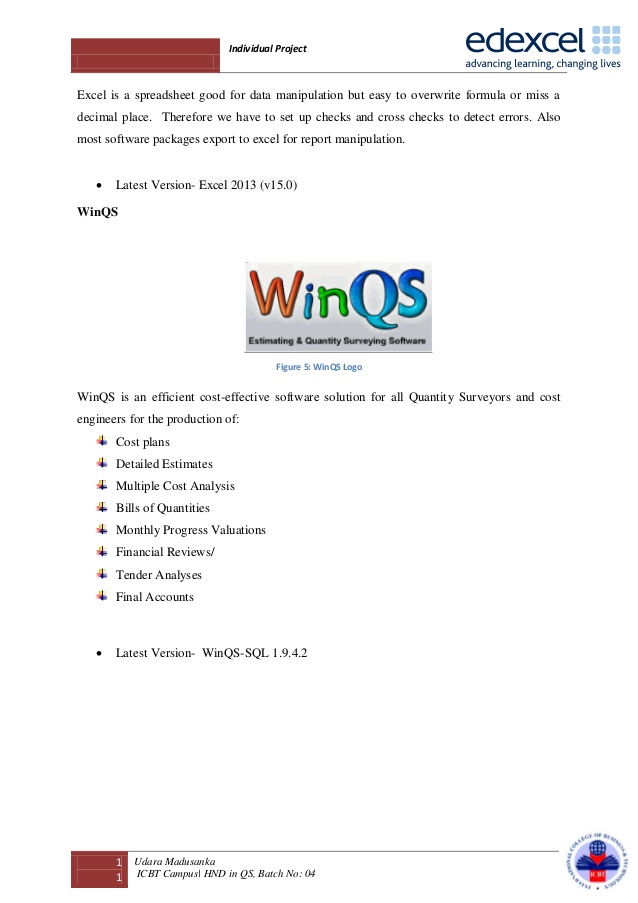 Individual Project
edexcel
advancing learning, changing lives
Excel is a spreadsheet good for data manipulation but easy to overwrite formula or miss a
decimal place. Therefore we have to set up checks and cross checks to detect errors. Also
most software packages export to excel for report manipulation.
• Latest Version- Excel 2013 (v15.0)
WinQS
WinQS
Estimating & Quantity Surveying Software
Figure 5: WinQS Logo
WinQS is an efficient cost-effective software solution for all Quantity Surveyors and cost
engineers for the production of:
Cost plans
Detailed Estimates
Multiple Cost Analysis
Bills of Quantities
Monthly Progress Valuations
Financial Reviews/
Tender Analyses
Final Accounts
• Latest Version- WinQS-SQL 1.9.4.2
1
1
Udara Madusanka
ICBT Campus| HND in QS, Batch No: 04
INTERNATIONAL COLLEGE OF BUSINESS & TECHNOLOGY
ICBT